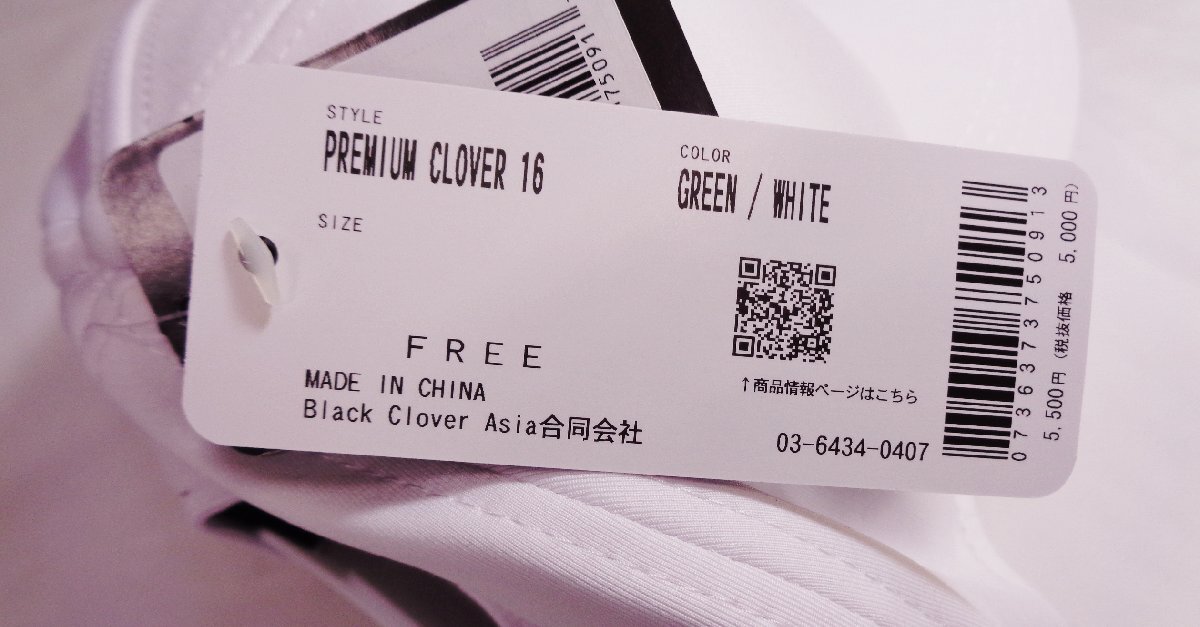 STYLE
PREMIUM CLOVER 16
COLOR
GREEN / WHITE
SIZE
FREE
MADE IN CHINA
Black Clover Asia合同会社
↑商品情報ページはこちら
03-6434-0407
0736373750913
5,500円(税抜価格 5,000円)
75091